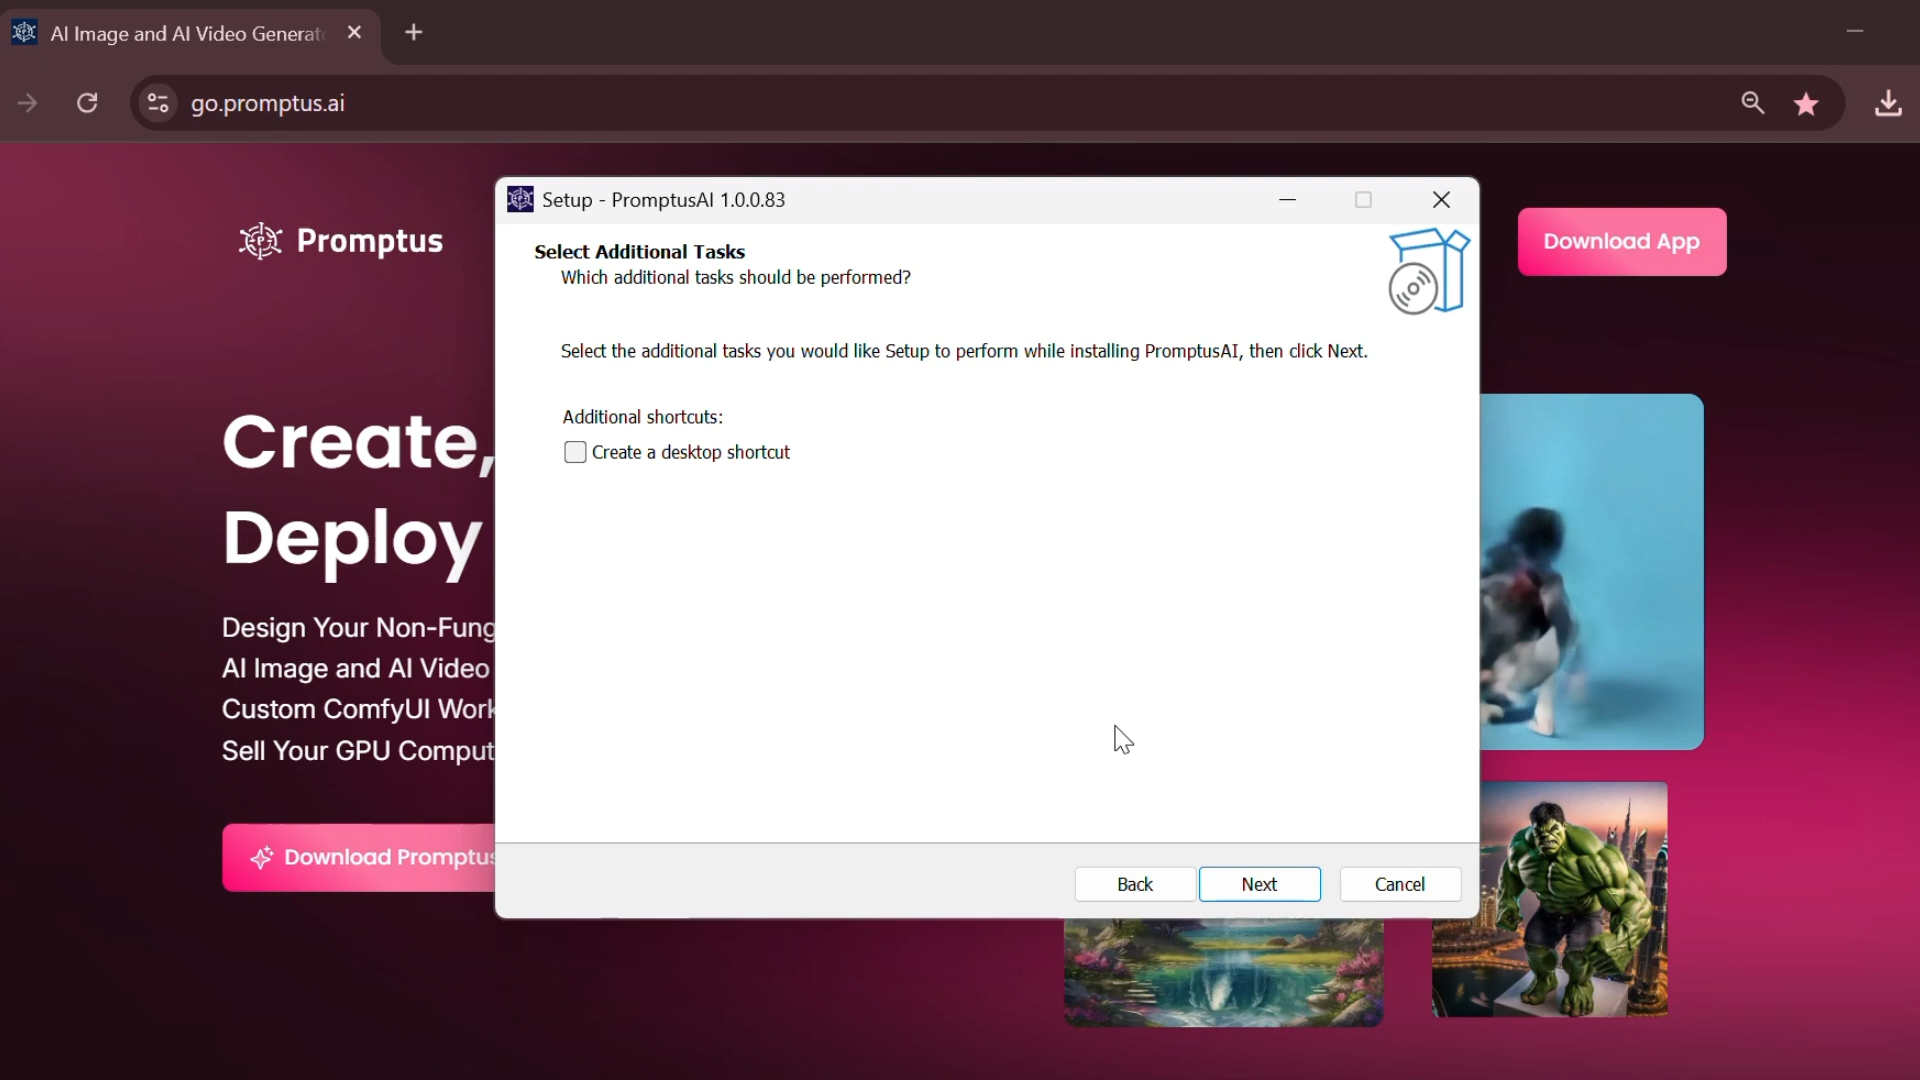 AI Image and AI Video Generat
go.promptus.ai
Promptus
Download App
Create,
Deploy
Design Your Non-Fung
AI Image and AI Video
Custom ComfyUI Work
Sell Your GPU Comput
Download Promptus
Setup - PromptusAI 1.0.0.83
Select Additional Tasks
Which additional tasks should be performed?
Select the additional tasks you would like Setup to perform while installing PromptusAI, then click Next.
Additional shortcuts:
Create a desktop shortcut
Back
Next
Cancel